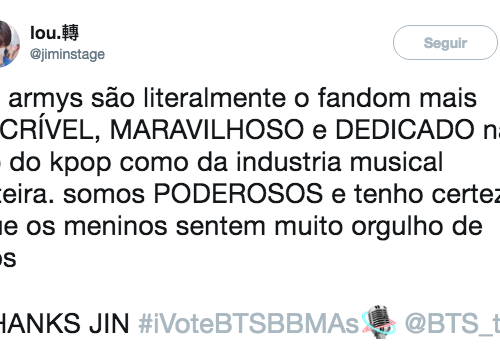 lou.轉
@jiminstage
Seguir
armys são literalmente o fandom mais
CRÍVEL, MARAVILHOSO e DEDICADO
do kpop como da industria musical
teira. somos PODEROSOS e tenho certez
ue os meninos sentem muito orgulho de
os
HANKS JIN #iVoteBTSBBMAs @BTS_t